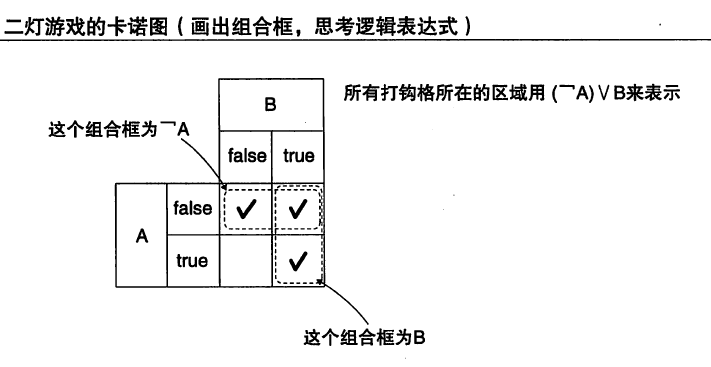 二灯游戏的卡诺图（画出组合框，思考逻辑表达式）
所有打钩格所在的区域用 (￢A)∨B来表示
这个组合框为￢A
B
false true
A
false ✓ ✓
true ✓
这个组合框为B